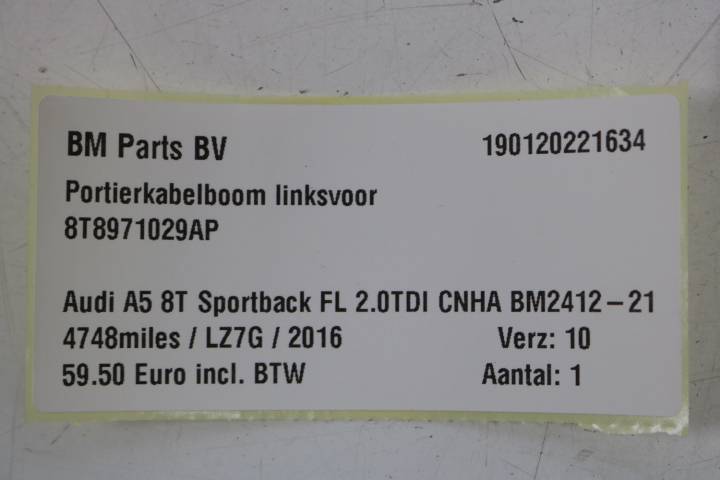 BM Parts BV 190120221634
Portierkabelboom linksvoor
8T8971029AP
Audi A5 8T Sportback FL 2.0TDI CNHA BM2412-21
4748miles / LZ7G / 2016 Verz: 10
59.50 Euro incl. BTW Aantal: 1